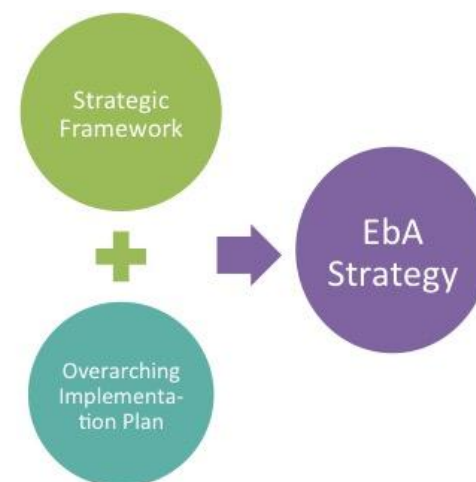 Strategic
Framework
EbA
Strategy
Overarching
Implementa-
tion Plan